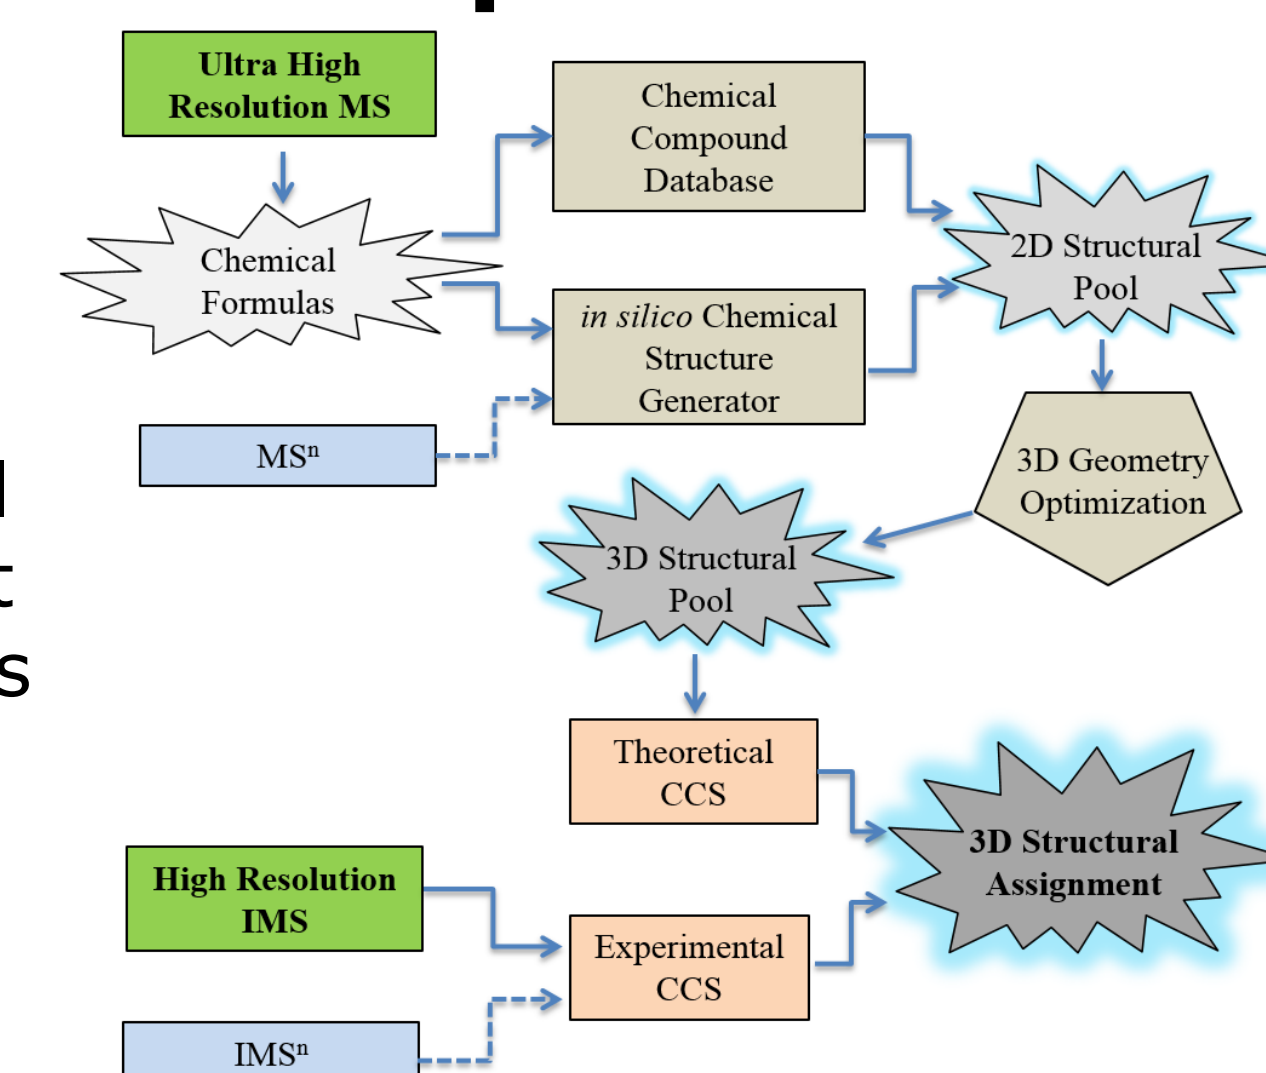 Ultra High
Resolution MS
Chemical
Compound
Database
Chemical
Formulas
2D Structural
Pool
in silico Chemical
Structure
Generator
MSⁿ
3D Geometry
Optimization
3D Structural
Pool
t
s
Theoretical
CCS
3D Structural
Assignment
High Resolution
IMS
Experimental
CCS
IMSⁿ